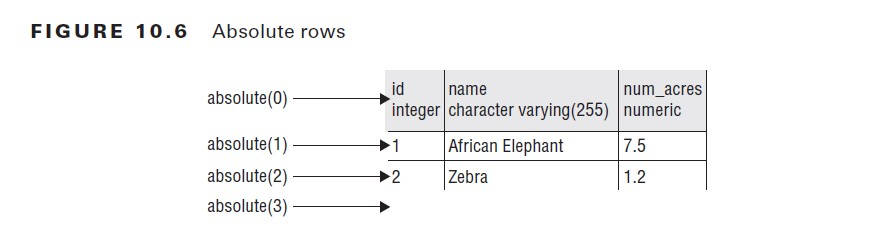 FIGURE 10.6 Absolute rows
id name num_acres
absolute(0) integer character varying(255) numeric
absolute(1) 1 African Elephant 7.5
absolute(2) 2 Zebra 1.2
absolute(3)